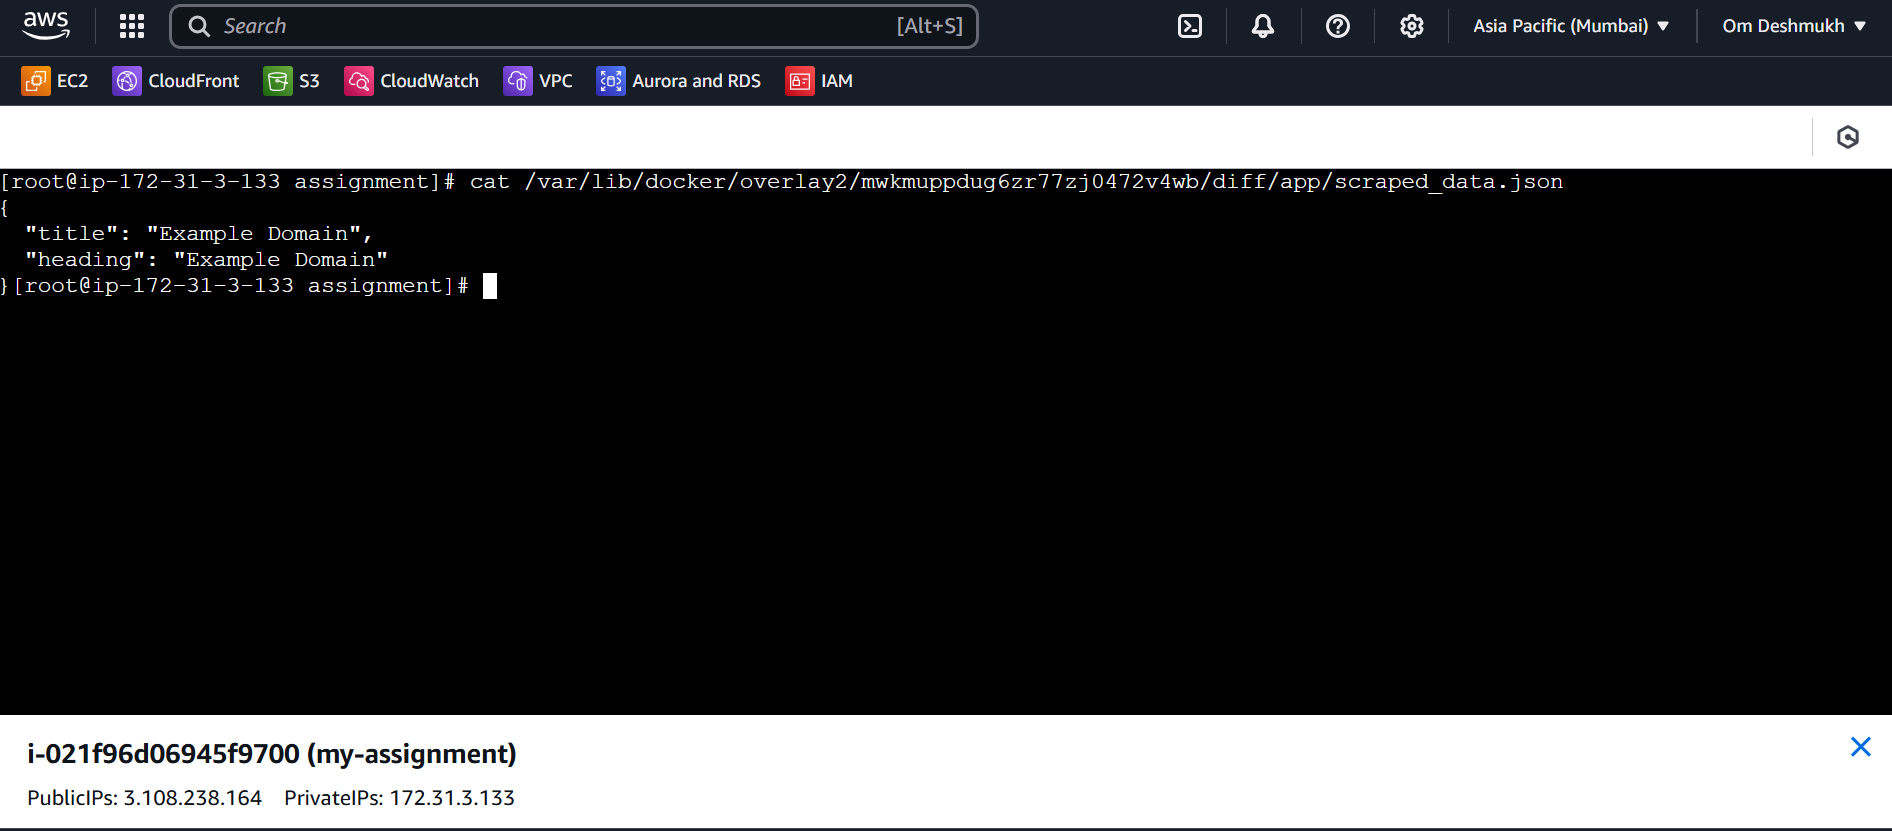 aws
Search [Alt+S]
Asia Pacific (Mumbai) ▼
Om Deshmukh ▼
EC2 CloudFront S3 CloudWatch VPC Aurora and RDS IAM
[root@ip-172-31-3-133 assignment]# cat /var/lib/docker/overlay2/mwkmuppdug6zr77zj0472v4wb/diff/app/scraped_data.json
{
  "title": "Example Domain",
  "heading": "Example Domain"
}[root@ip-172-31-3-133 assignment]#
i-021f96d06945f9700 (my-assignment)
PublicIPs: 3.108.238.164 PrivateIPs: 172.31.3.133